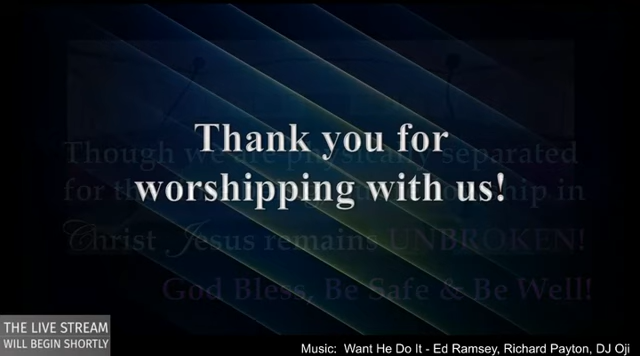 Thank you for
worshipping with us!
Though we are physically separated
for the
ship in
Christ Jesus remains UNBROKEN!
God Bless, Be Safe & Be Well!
THE LIVE STREAM
WILL BEGIN SHORTLY
Music: Want He Do It - Ed Ramsey, Richard Payton, DJ Oji